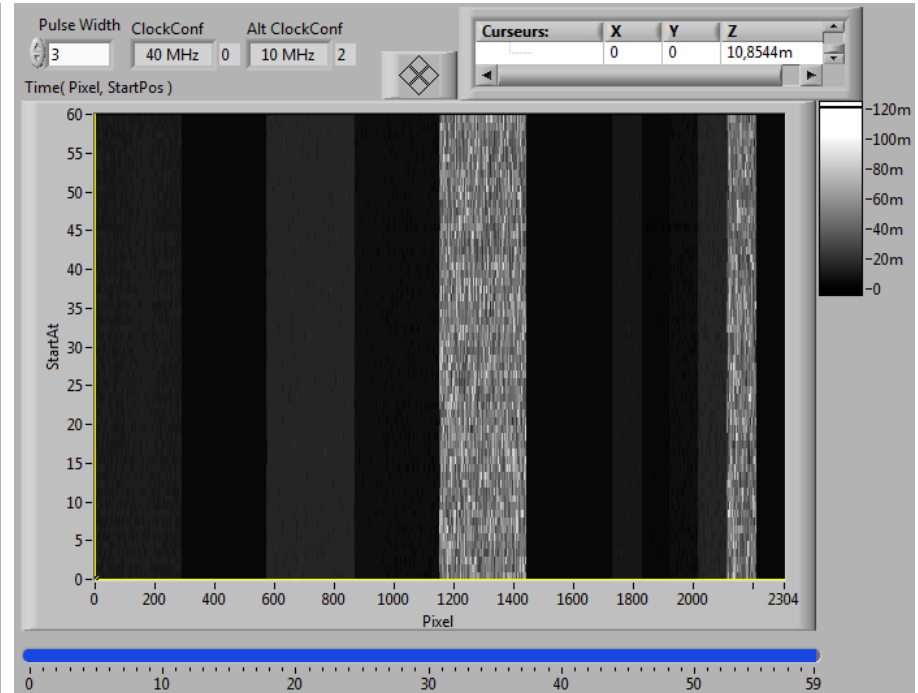 Pulse Width ClockConf Alt ClockConf
3 40 MHz 0 10 MHz 2
Curseurs: X Y Z
0 0 10,8544m
Time( Pixel, StartPos )
60
55
50
45
40
35
30
25
20
15
10
5
0
StartAt
0 200 400 600 800 1000 1200 1400 1600 1800 2000 2304
Pixel
120m
100m
80m
60m
40m
20m
0
0 10 20 30 40 50 59